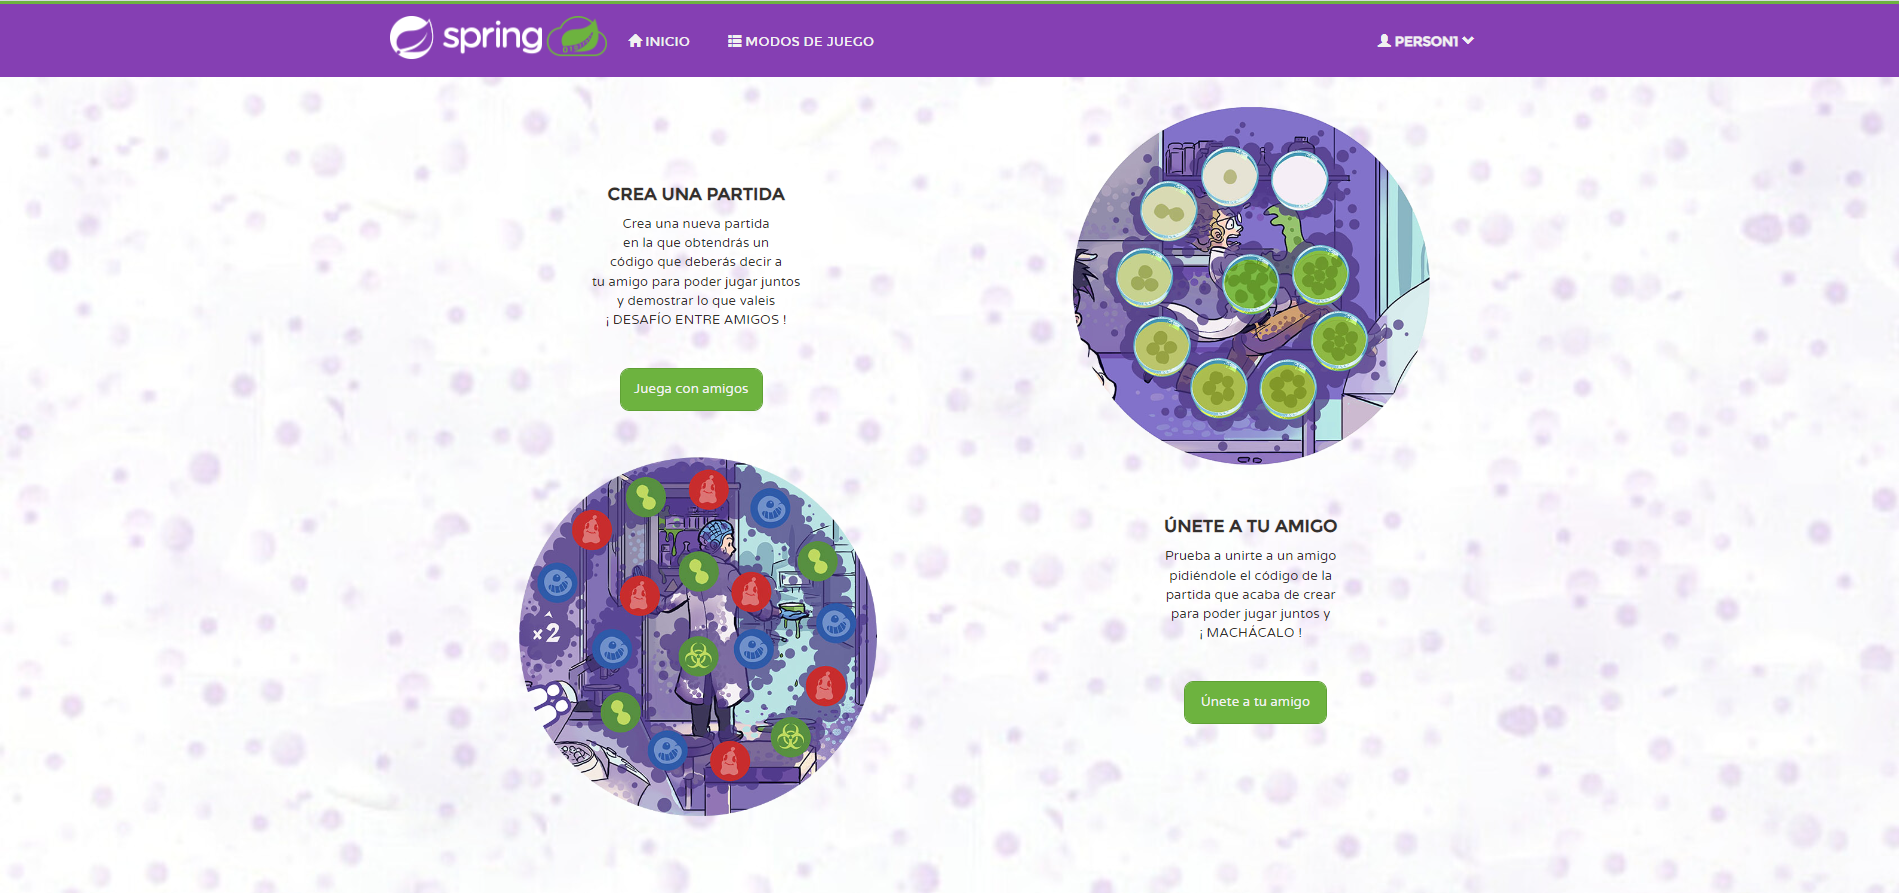 spring
INICIO
MODOS DE JUEGO
PERSON1
CREA UNA PARTIDA
Crea una nueva partida
en la que obtendrás un
código que deberás decir a
tu amigo para poder jugar juntos
y demostrar lo que valeis
¡ DESAFÍO ENTRE AMIGOS !
Juega con amigos
×2
ÚNETE A TU AMIGO
Prueba a unirte a un amigo
pidiéndole el código de la
partida que acaba de crear
para poder jugar juntos y
¡ MACHÁCALO !
Únete a tu amigo